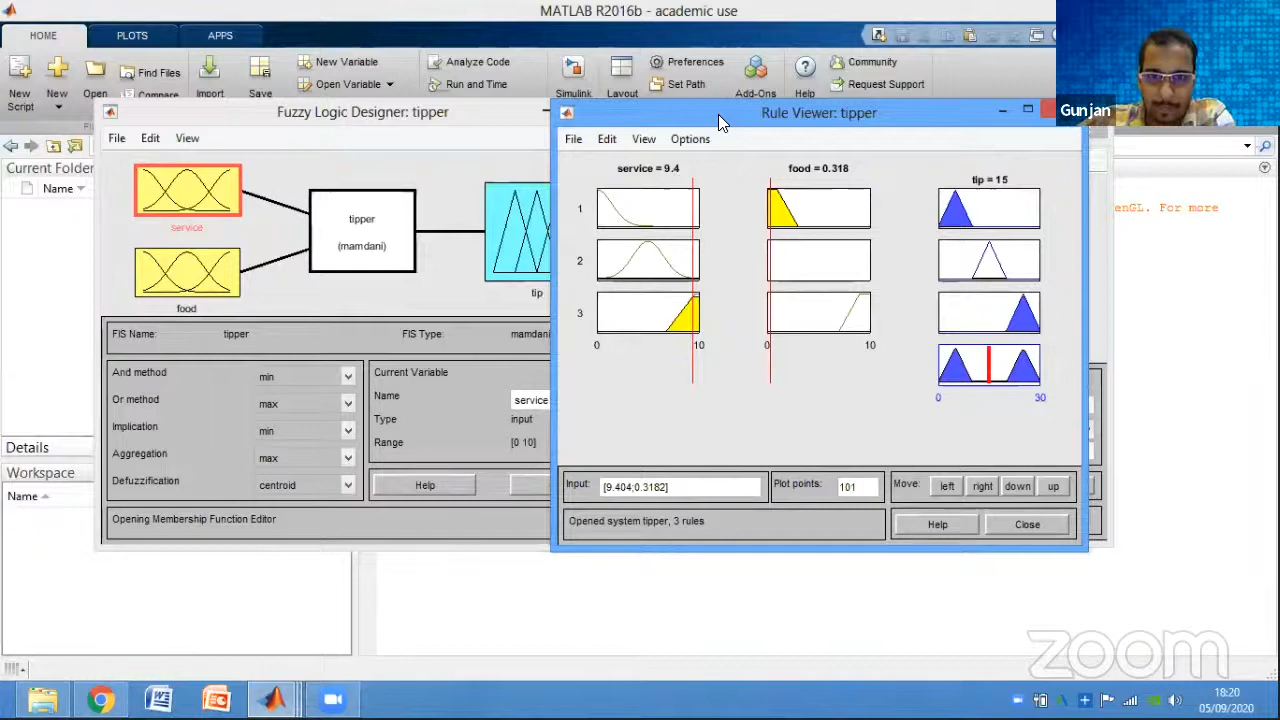 MATLAB R2016b - academic use
HOME
PLOTS
APPS
New Script
New
Open
Find Files
Compare
Import
Save
New Variable
Open Variable
Analyze Code
Run and Time
Simulink
Layout
Preferences
Set Path
Add-Ons
Help
Community
Request Support
Gunjan
Current Folder
Name
Details
Workspace
Name
enGL. For more
Fuzzy Logic Designer: tipper
File Edit View
service
food
tipper
(mamdani)
tip
FIS Name: tipper FIS Type: mamdani
And method min
Or method max
Implication min
Aggregation max
Defuzzification centroid
Current Variable
Name service
Type input
Range [0 10]
Help
Opening Membership Function Editor
Rule Viewer: tipper
File Edit View Options
service = 9.4 food = 0.318 tip = 15
1
2
3
0 10 0 10
0 30
Input: [9.404;0.3182] Plot points: 101 Move: left right down up
Opened system tipper, 3 rules Help Close
zoom
18:20
05/09/2020